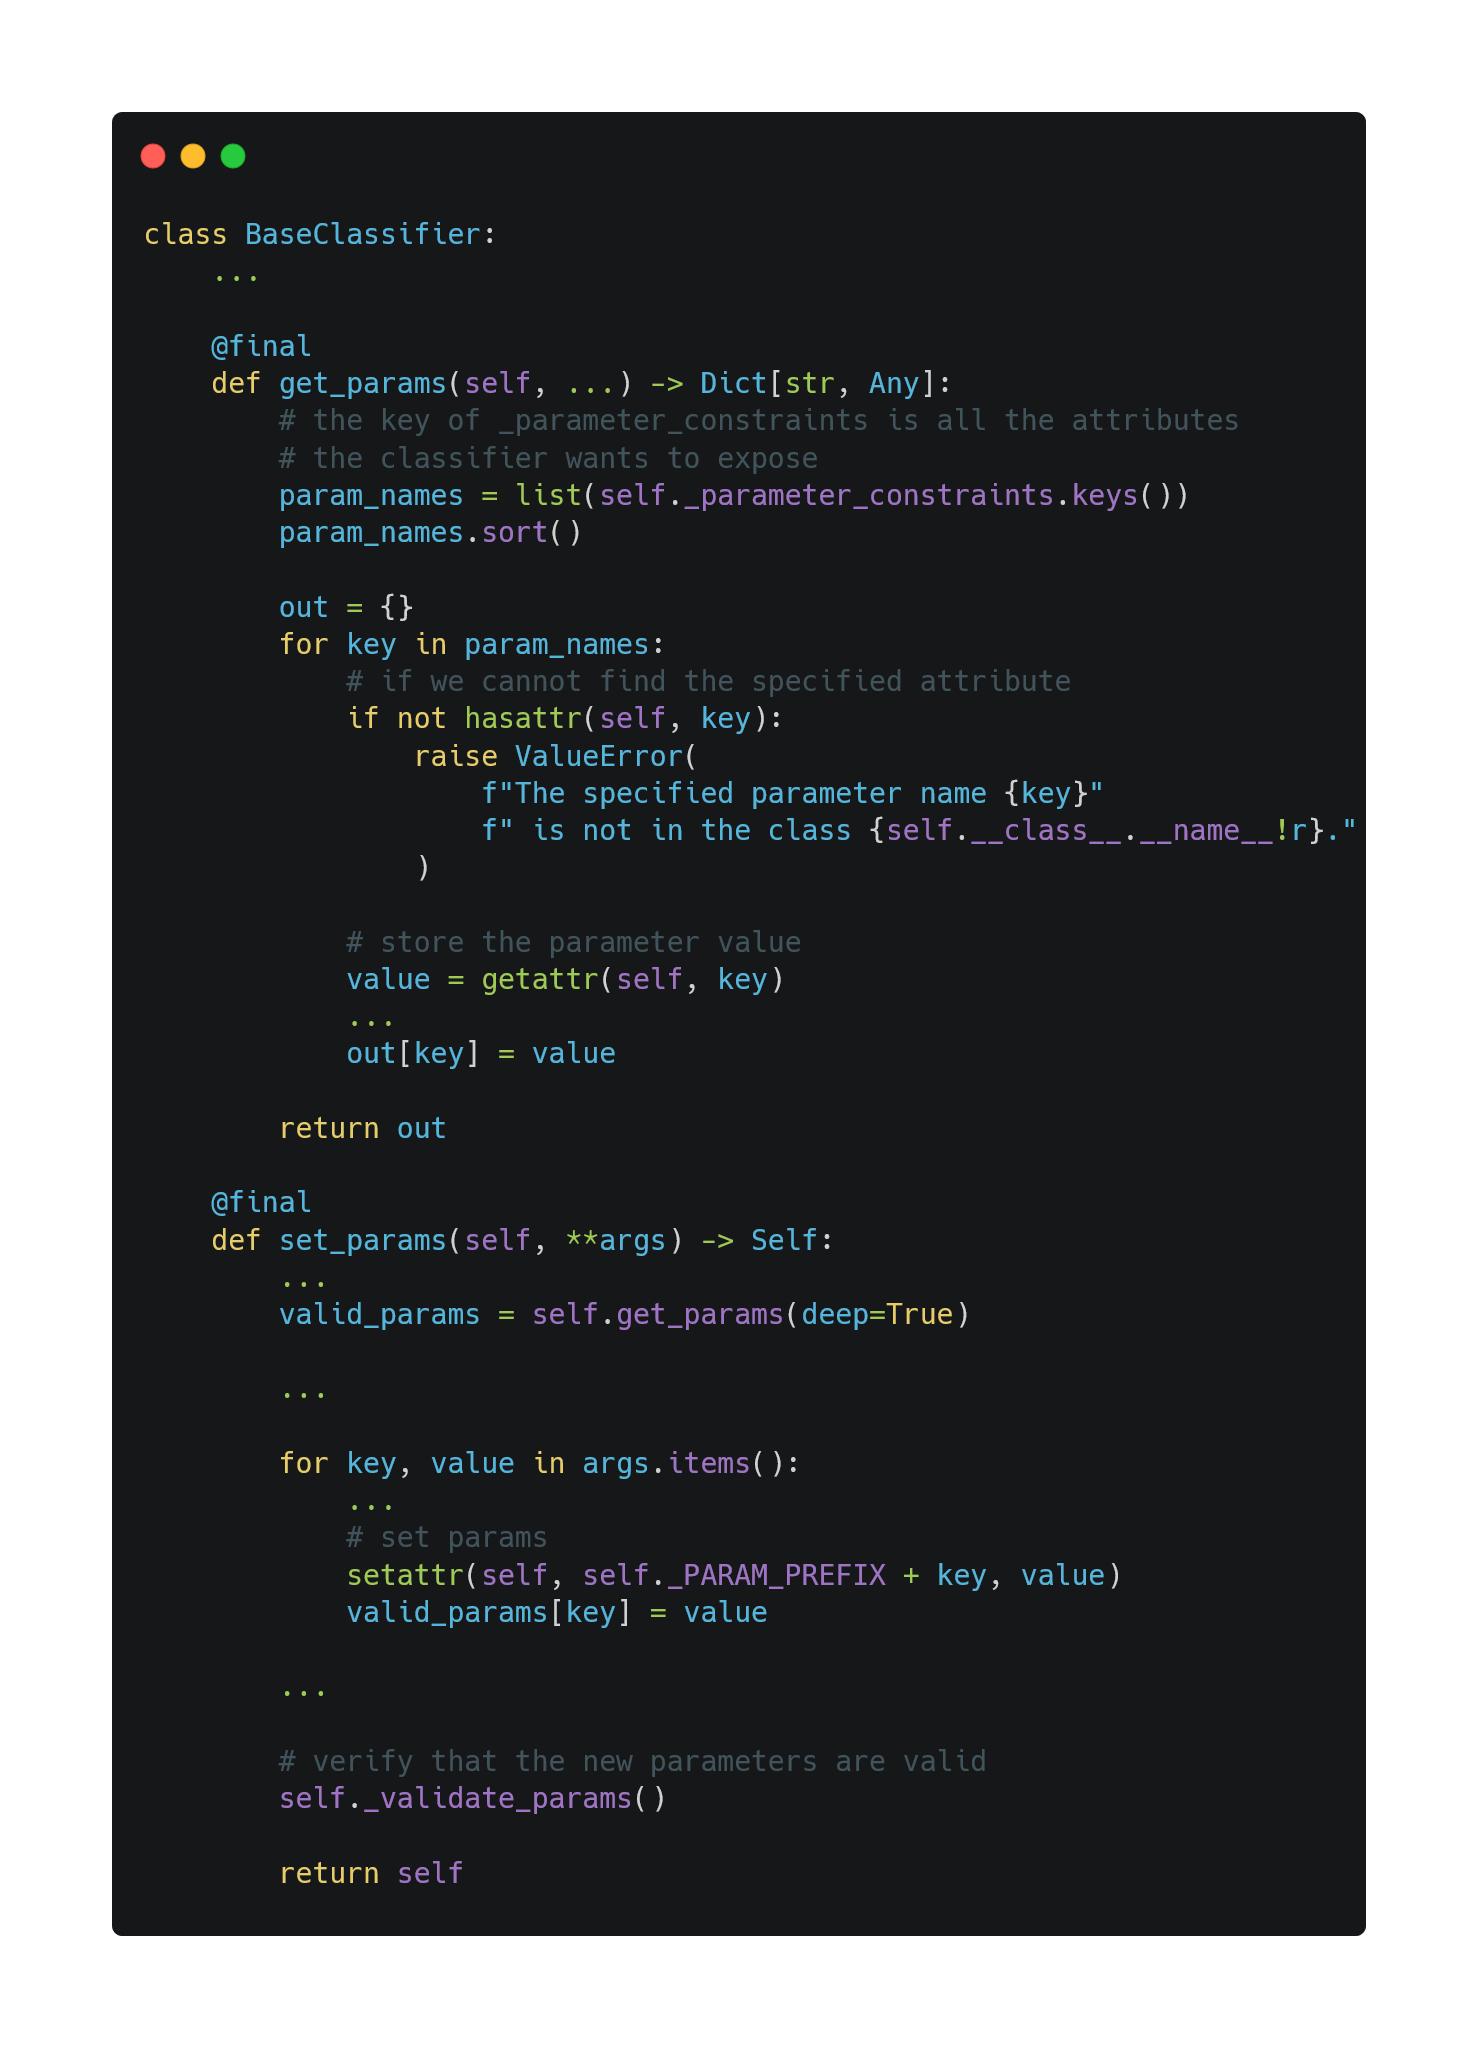 class BaseClassifier:
    ...

    @final
    def get_params(self, ...) -> Dict[str, Any]:
        # the key of _parameter_constraints is all the attributes
        # the classifier wants to expose
        param_names = list(self._parameter_constraints.keys())
        param_names.sort()

        out = {}
        for key in param_names:
            # if we cannot find the specified attribute
            if not hasattr(self, key):
                raise ValueError(
                    f"The specified parameter name {key}"
                    f" is not in the class {self.__class__.__name__!r}."
                )

            # store the parameter value
            value = getattr(self, key)
            ...
            out[key] = value

        return out

    @final
    def set_params(self, **args) -> Self:
        ...
        valid_params = self.get_params(deep=True)

        ...

        for key, value in args.items():
            ...
            # set params
            setattr(self, self._PARAM_PREFIX + key, value)
            valid_params[key] = value

        ...

        # verify that the new parameters are valid
        self._validate_params()

        return self